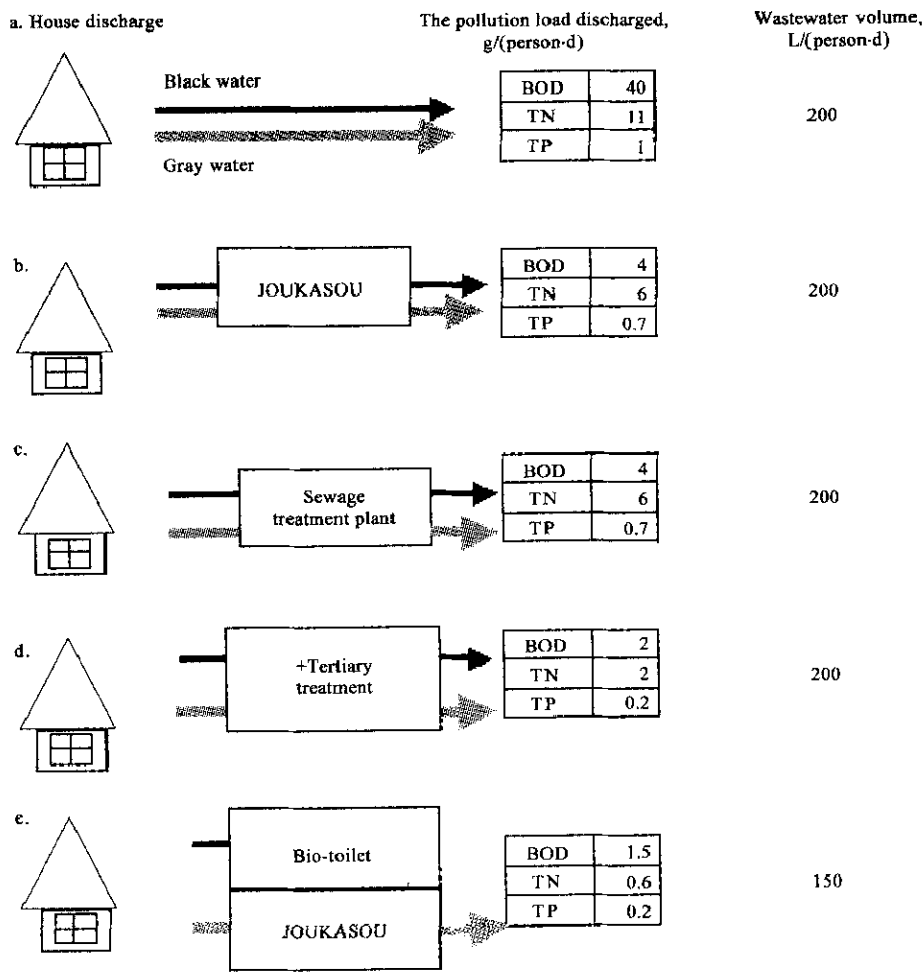 a. House discharge
The pollution load discharged,
g/(person·d)
Wastewater volume,
L/(person·d)
Black water
Gray water
BOD 40
TN 11
TP 1
200
b.
JOUKASOU
BOD 4
TN 6
TP 0.7
200
c.
Sewage
treatment plant
BOD 4
TN 6
TP 0.7
200
d.
+Tertiary
treatment
BOD 2
TN 2
TP 0.2
200
e.
Bio-toilet
JOUKASOU
BOD 1.5
TN 0.6
TP 0.2
150